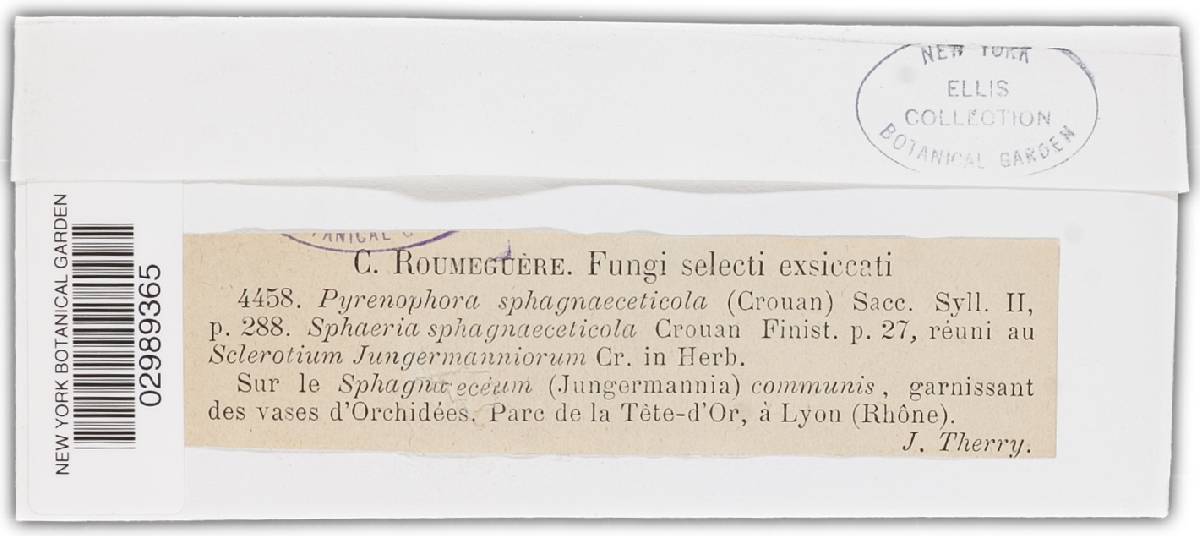 NEW YORK
ELLIS
COLLECTION
BOTANICAL GARDEN
NEW YORK BOTANICAL GARDEN
02989365
C. ROUMEGUÈRE. Fungi selecti exsiccati
4458. Pyrenophora sphagnaeceticola (Crouan) Sacc. Syll. II,
p. 288. Sphaeria sphagnaeceticola Crouan Finist. p. 27, réuni au
Sclerotium Jungermanniorum Cr. in Herb.
Sur le Sphagnæceum (Jungermannia) communis, garnissant
des vases d'Orchidées. Parc de la Tête-d'Or, à Lyon (Rhône).
J. Therry.